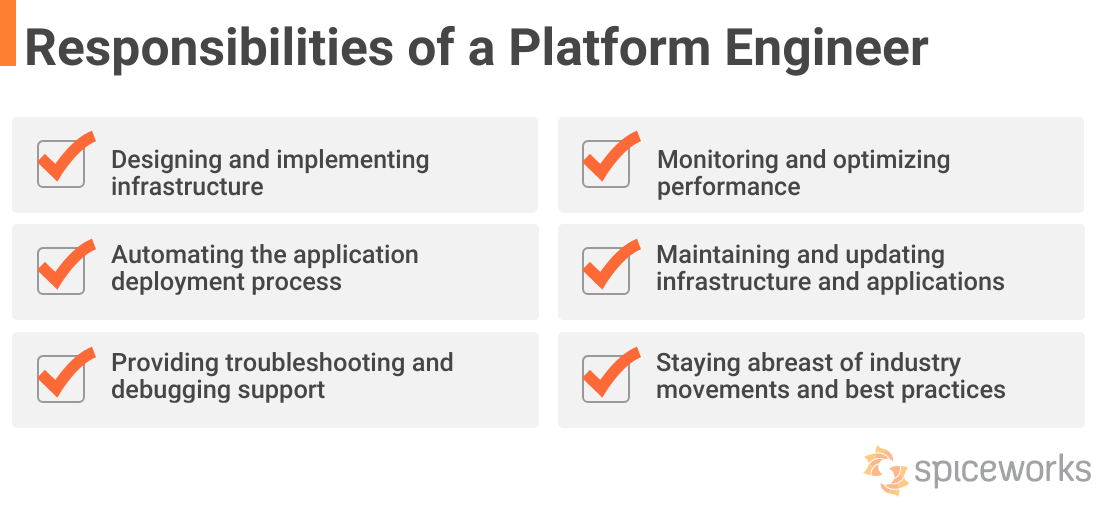 Responsibilities of a Platform Engineer
Designing and implementing
infrastructure
Monitoring and optimizing
performance
Automating the application
deployment process
Maintaining and updating
infrastructure and applications
Providing troubleshooting and
debugging support
Staying abreast of industry
movements and best practices
spiceworks